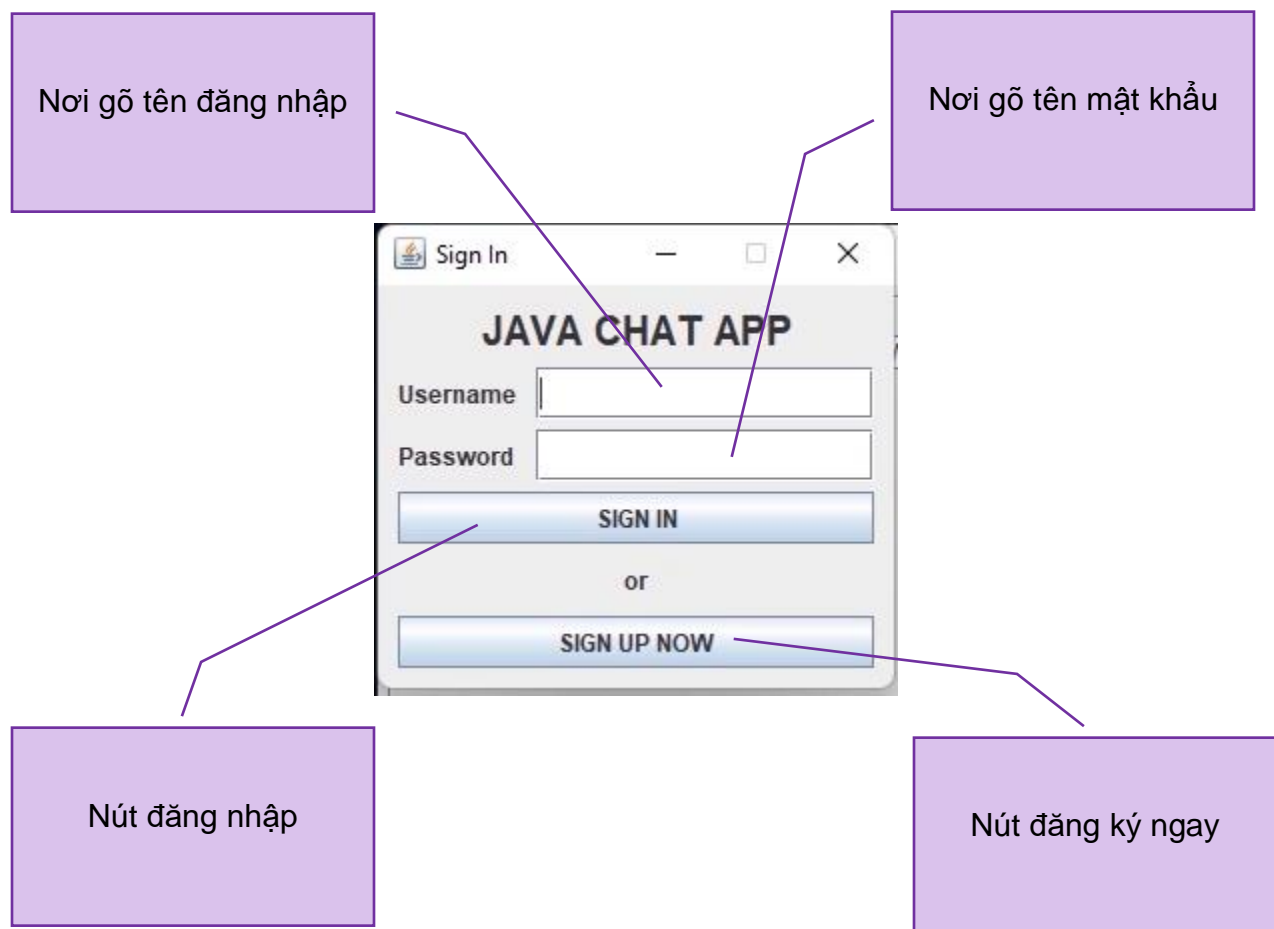 Nơi gõ tên đăng nhập
Nơi gõ tên mật khẩu
Sign In
JAVA CHAT APP
Username
Password
SIGN IN
or
SIGN UP NOW
Nút đăng nhập
Nút đăng ký ngay